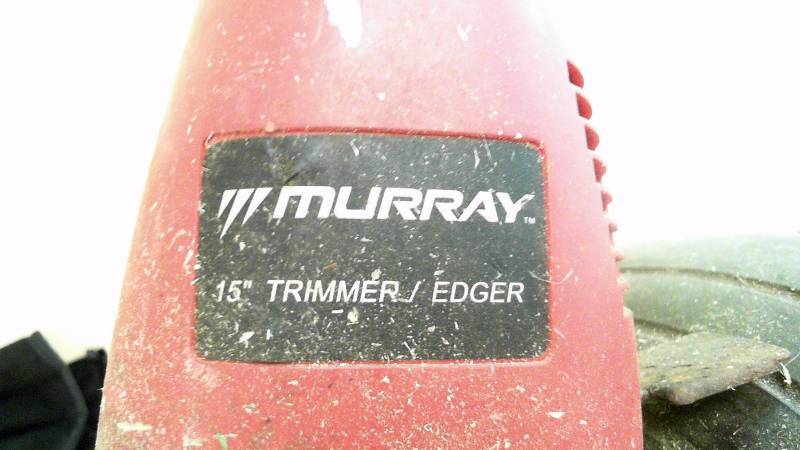 MURRAY™
15" TRIMMER / EDGER